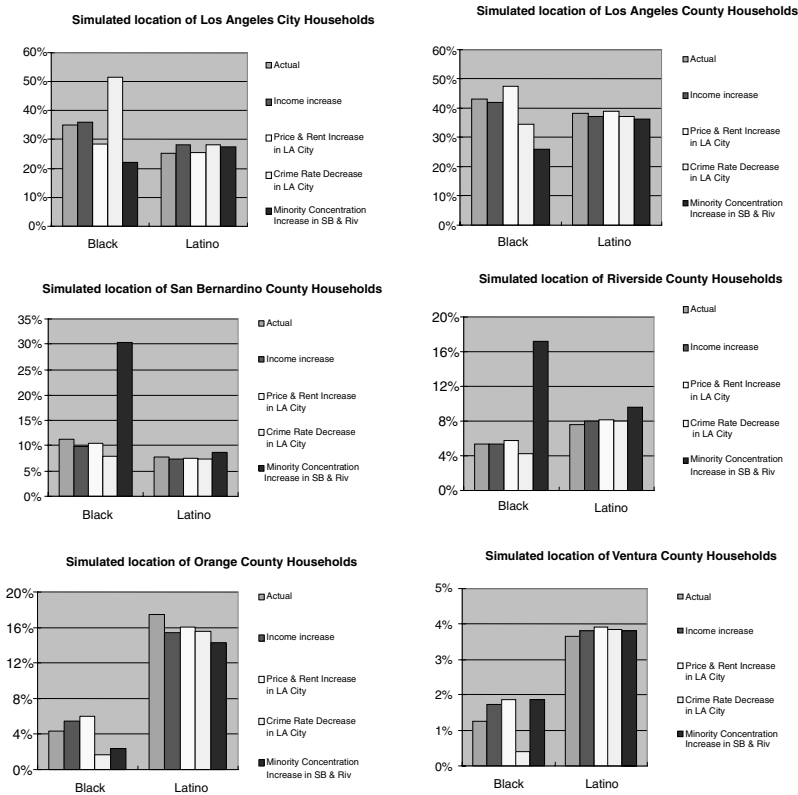 Simulated location of Los Angeles City Households
60%
50%
40%
30%
20%
10%
0%
Black
Latino
Actual
Income increase
Price & Rent Increase
in LA City
Crime Rate Decrease
in LA City
Minority Concentration
Increase in SB & Riv
Simulated location of Los Angeles County Households
60%
50%
40%
30%
20%
10%
0%
Black
Latino
Actual
Income increase
Price & Rent Increase
in LA City
Crime Rate Decrease
in LA City
Minority Concentration
Increase in SB & Riv
Simulated location of San Bernardino County Households
35%
30%
25%
20%
15%
10%
5%
0%
Black
Latino
Actual
Income increase
Price & Rent Increase
in LA City
Crime Rate Decrease
in LA City
Minority Concentration
Increase in SB & Riv
Simulated location of Riverside County Households
20%
16%
12%
8%
4%
0%
Black
Latino
Actual
Income increase
Price & Rent Increase
in LA City
Crime Rate Decrease
in LA City
Minority Concentration
Increase in SB & Riv
Simulated location of Orange County Households
20%
16%
12%
8%
4%
0%
Black
Latino
Actual
Income increase
Price & Rent Increase
in LA City
Crime Rate Decrease
in LA City
Minority Concentration
Increase in SB & Riv
Simulated location of Ventura County Households
5%
4%
3%
2%
1%
0%
Black
Latino
Actual
Income increase
Price & Rent Increase
in LA City
Crime Rate Decrease
in LA City
Minority Concentration
Increase in SB & Riv